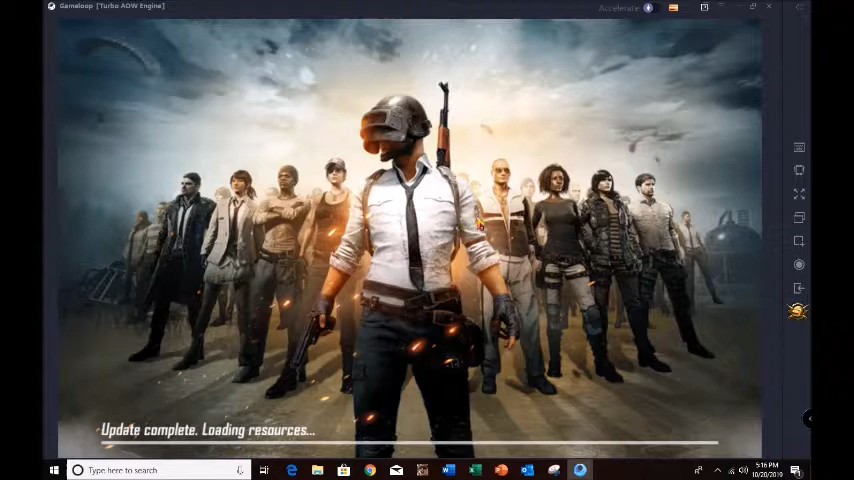 Gameloop [Turbo AOW Engine]
Accelerate
Update complete. Loading resources...
Type here to search
5:16 PM
10/20/2019